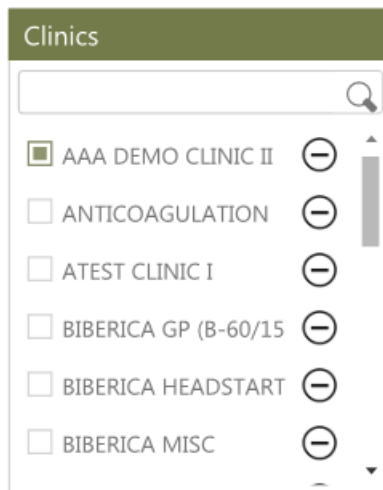 Clinics
AAA DEMO CLINIC II
ANTICOAGULATION
ATEST CLINIC I
BIBERICA GP (B-60/15
BIBERICA HEADSTART
BIBERICA MISC